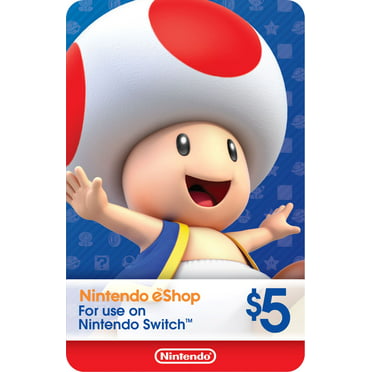 Nintendo eShop
For use on
Nintendo Switch™
$5
Nintendo